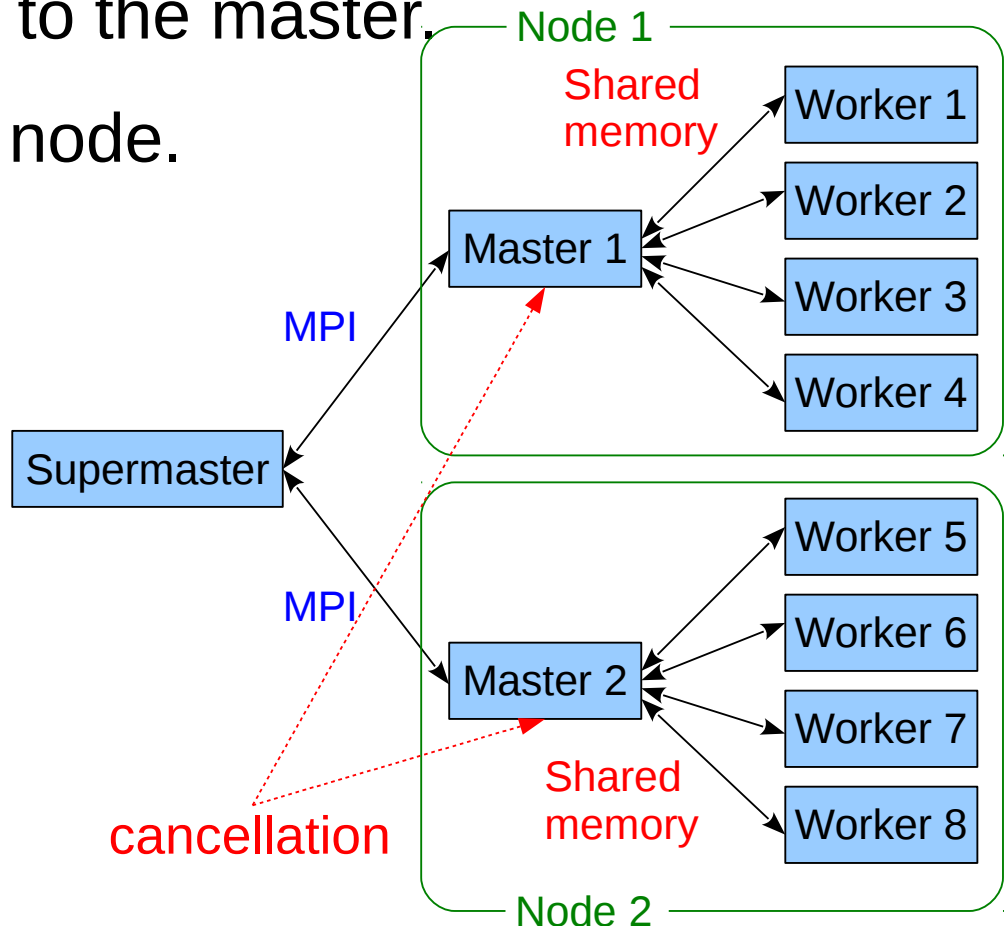 to the master.
node.
Node 1
Shared
memory
Worker 1
Worker 2
Master 1
Worker 3
MPI
Worker 4
Supermaster
Worker 5
MPI
Worker 6
Master 2
Worker 7
Shared
memory
Worker 8
cancellation
Node 2